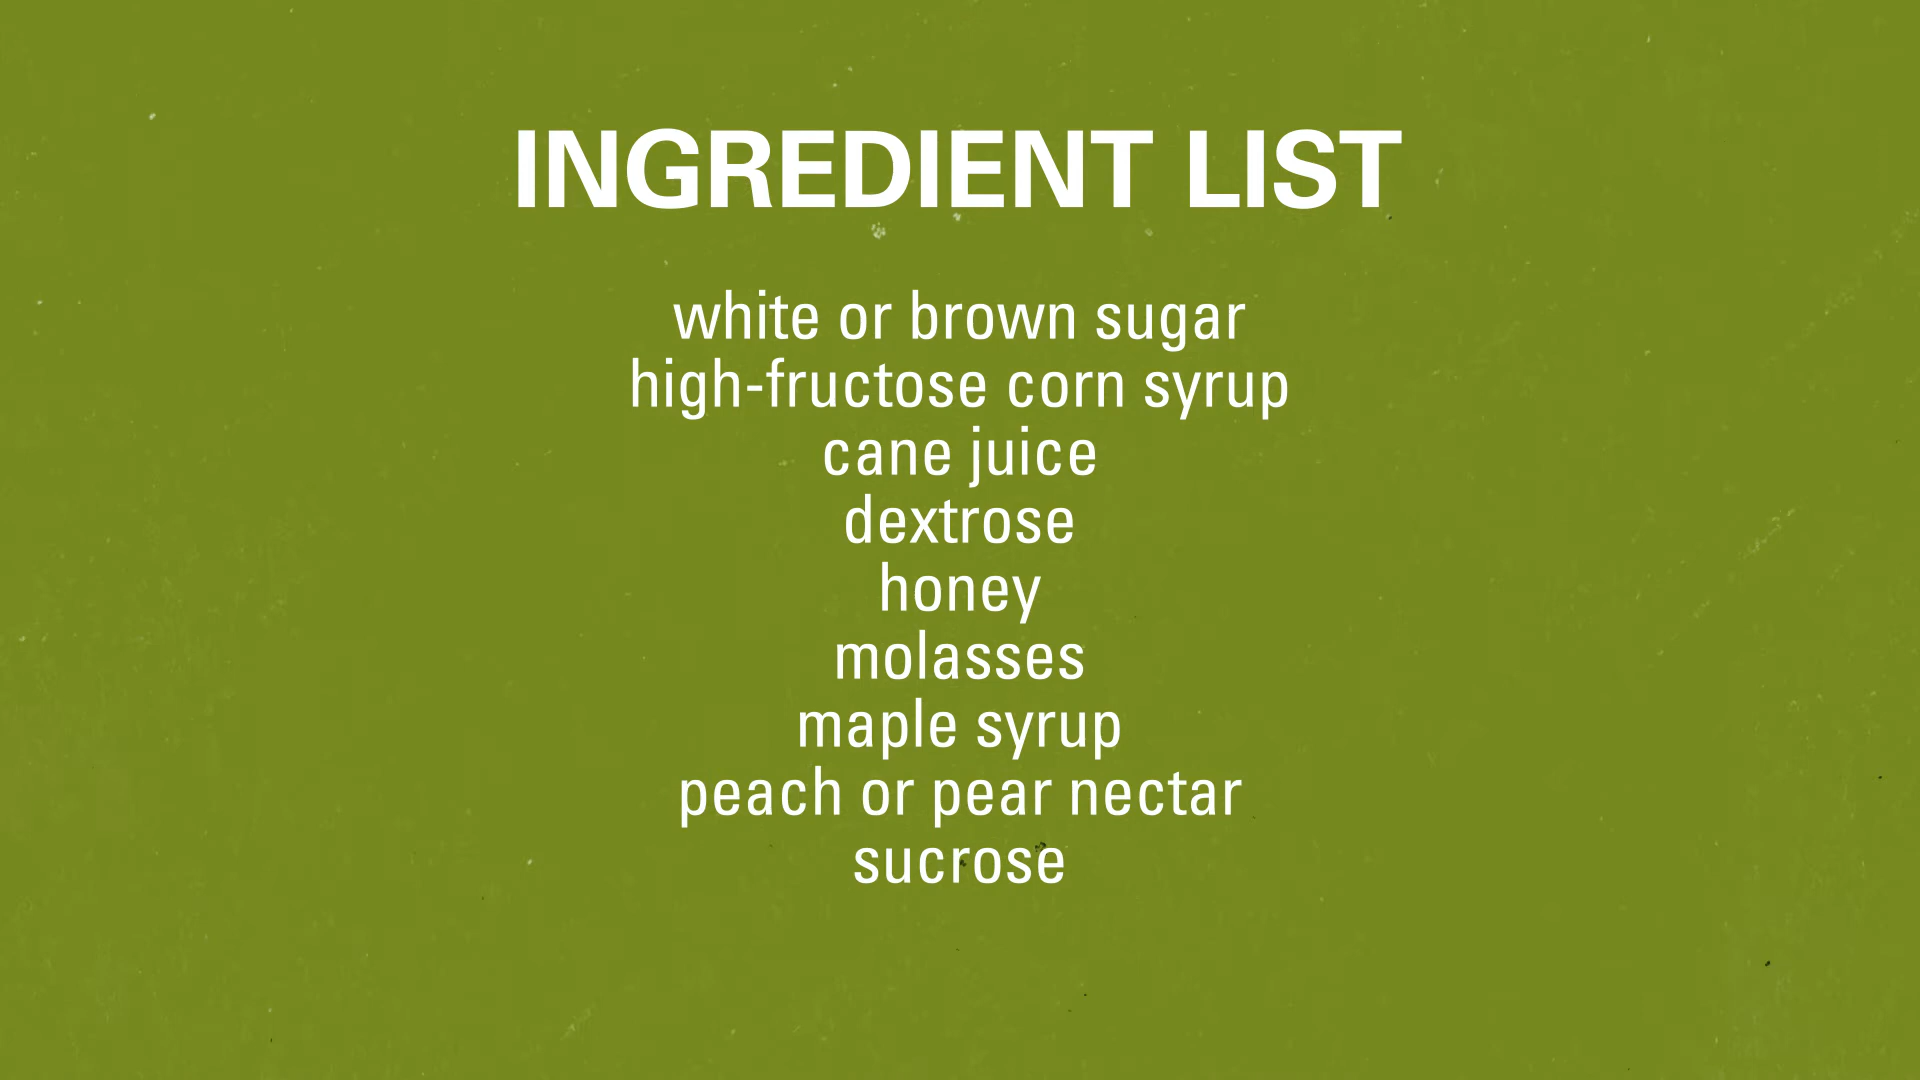 INGREDIENT LIST
white or brown sugar
high-fructose corn syrup
cane juice
dextrose
honey
molasses
maple syrup
peach or pear nectar
sucrose